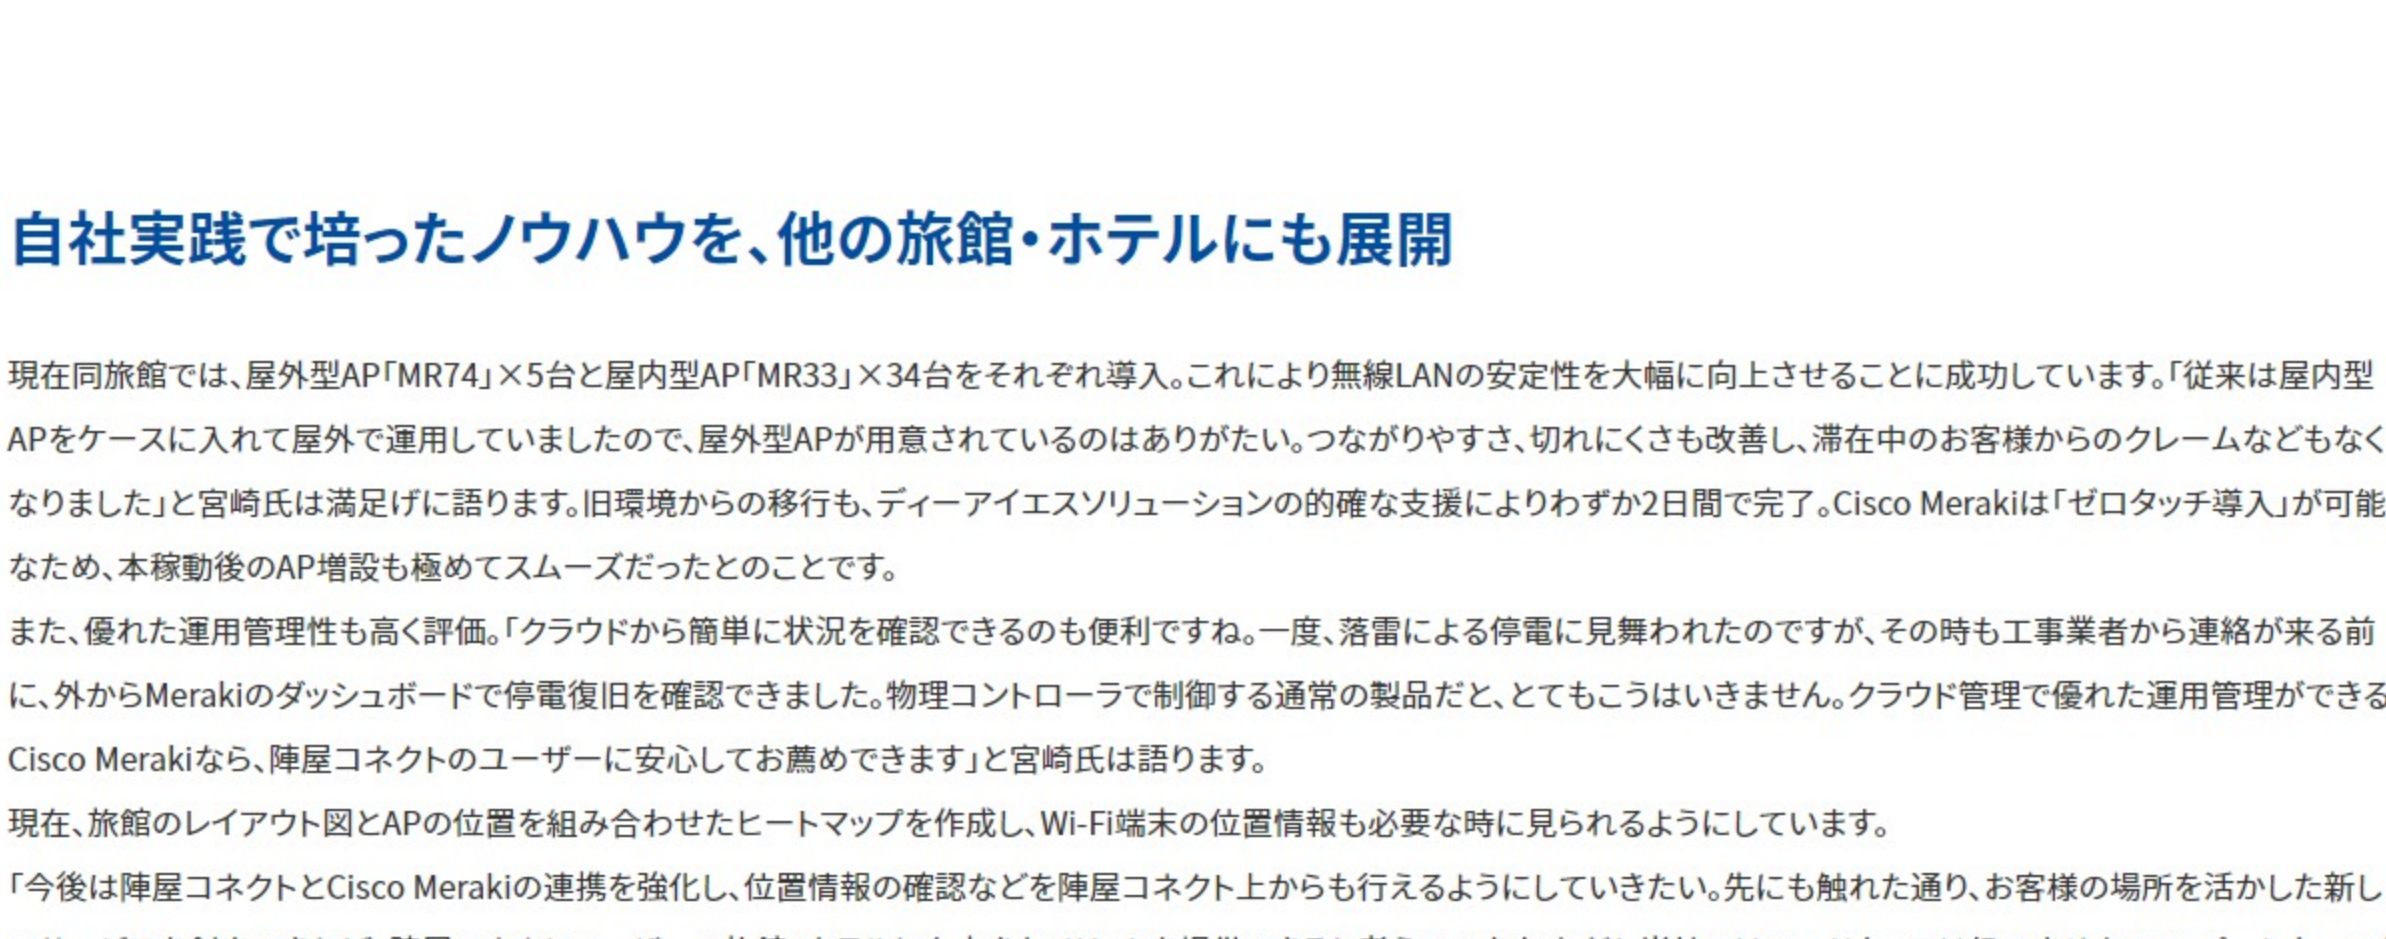 自社実践で培ったノウハウを、他の旅館・ホテルにも展開
現在同旅館では、屋外型AP「MR74」×5台と屋内型AP「MR33」×34台をそれぞれ導入。これにより無線LANの安定性を大幅に向上させることに成功しています。「従来は屋内型
APをケースに入れて屋外で運用していましたので、屋外型APが用意されているのはありがたい。つながりやすさ、切れにくさも改善し、滞在中のお客様からのクレームなどもなく
なりました」と宮崎氏は満足げに語ります。旧環境からの移行も、ディーアイエスソリューションの的確な支援によりわずか2日間で完了。Cisco Merakiは「ゼロタッチ導入」が可能
なため、本稼動後のAP増設も極めてスムーズだったとのことです。
また、優れた運用管理性も高く評価。「クラウドから簡単に状況を確認できるのも便利ですね。一度、落雷による停電に見舞われたのですが、その時も工事業者から連絡が来る前
に、外からMerakiのダッシュボードで停電復旧を確認できました。物理コントローラで制御する通常の製品だと、とてもこうはいきません。クラウド管理で優れた運用管理ができる
Cisco Merakiなら、陣屋コネクトのユーザーに安心してお薦めできます」と宮崎氏は語ります。
現在、旅館のレイアウト図とAPの位置を組み合わせたヒートマップを作成し、Wi-Fi端末の位置情報も必要な時に見られるようにしています。
「今後は陣屋コネクトとCisco Merakiの連携を強化し、位置情報の確認などを陣屋コネクト上からも行えるようにしていきたい。先にも触れた通り、お客様の場所を活かした新し